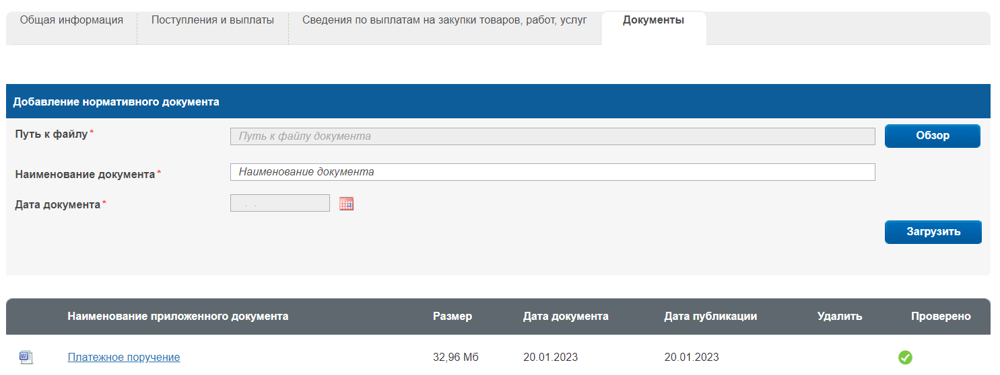 Общая информация Поступления и выплаты Сведения по выплатам на закупки товаров, работ, услуг Документы
Добавление нормативного документа
Путь к файлу* Путь к файлу документа Обзор
Наименование документа* Наименование документа
Дата документа* . .
Загрузить
Наименование приложенного документа Размер Дата документа Дата публикации Удалить Проверено
Платежное поручение 32,96 Мб 20.01.2023 20.01.2023